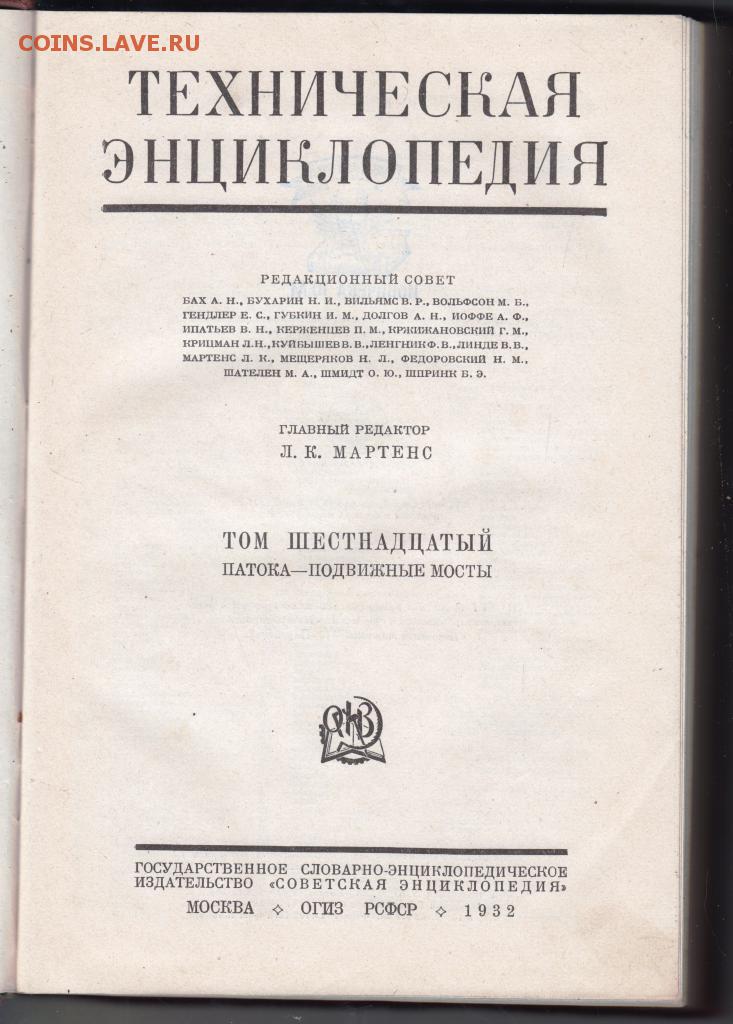 COINS.LAVE.RU
ТЕХНИЧЕСКАЯ
ЭНЦИКЛОПЕДИЯ
РЕДАКЦИОННЫЙ СОВЕТ
БАХ А. Н., БУХАРИН Н. И., ВИЛЬЯМС В. Р., ВОЛЬФСОН М. Б.,
ГЕНДЛЕР Е. С., ГУБКИН И. М., ДОЛГОВ А. Н., ИОФФЕ А. Ф.,
ИПАТЬЕВ В. Н., КЕРЖЕНЦЕВ П. М., КРЖИЖАНОВСКИЙ Г. М.,
КРИЦМАН Л. Н., КУЙБЫШЕВ В. В., ЛЕНГНИК Ф. В., ЛИНДЕ В. В.,
МАРТЕНС Л. К., МЕЩЕРЯКОВ Н. Л., ФЕДОРОВСКИЙ Н. М.,
ШАТЕЛЕН М. А., ШМИДТ О. Ю., ШПРИНК Б. Э.
ГЛАВНЫЙ РЕДАКТОР
Л. К. МАРТЕНС
ТОМ ШЕСТНАДЦАТЫЙ
ПАТОКА—ПОДВИЖНЫЕ МОСТЫ
ГОСУДАРСТВЕННОЕ СЛОВАРНО-ЭНЦИКЛОПЕДИЧЕСКОЕ
ИЗДАТЕЛЬСТВО «СОВЕТСКАЯ ЭНЦИКЛОПЕДИЯ»
МОСКВА ✧ ОГИЗ РСФСР ✧ 1932